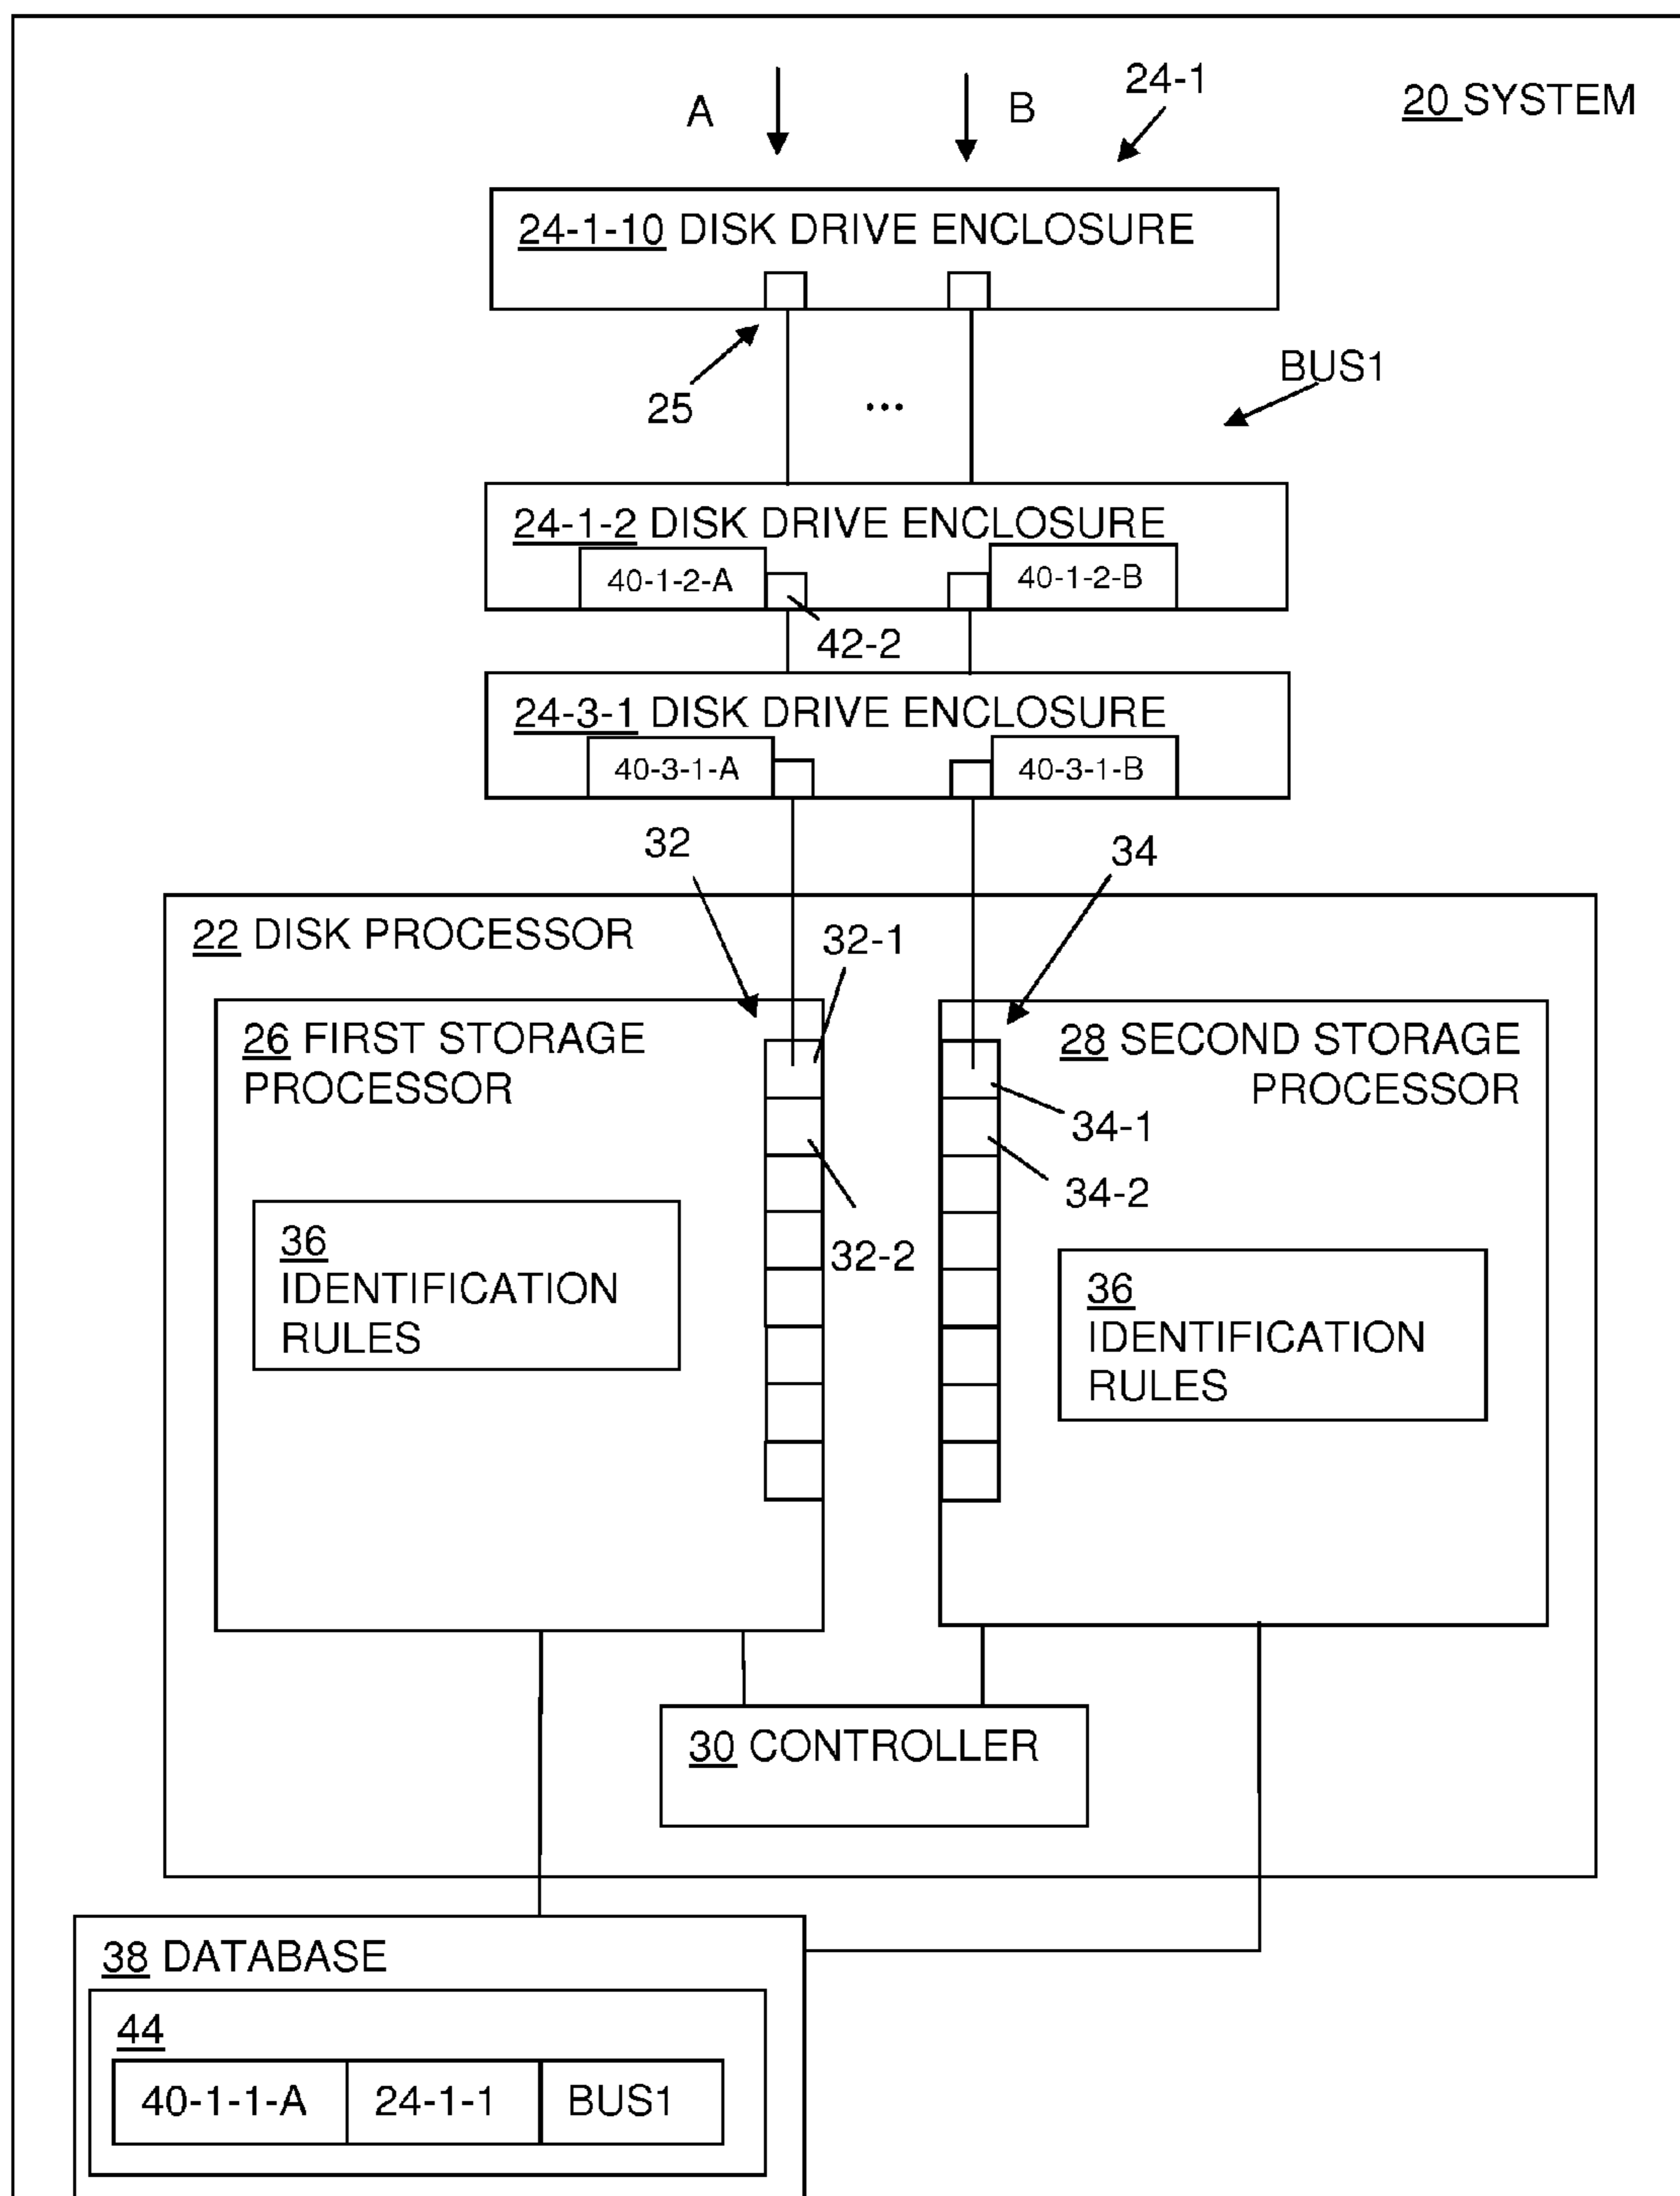 20 SYSTEM
A
B
24-1
24-1-10 DISK DRIVE ENCLOSURE
25
...
BUS1
24-1-2 DISK DRIVE ENCLOSURE
40-1-2-A
40-1-2-B
42-2
24-3-1 DISK DRIVE ENCLOSURE
40-3-1-A
40-3-1-B
32
34
22 DISK PROCESSOR
32-1
26 FIRST STORAGE
PROCESSOR
28 SECOND STORAGE
PROCESSOR
34-1
34-2
32-2
36
IDENTIFICATION
RULES
36
IDENTIFICATION
RULES
30 CONTROLLER
38 DATABASE
44
40-1-1-A
24-1-1
BUS1